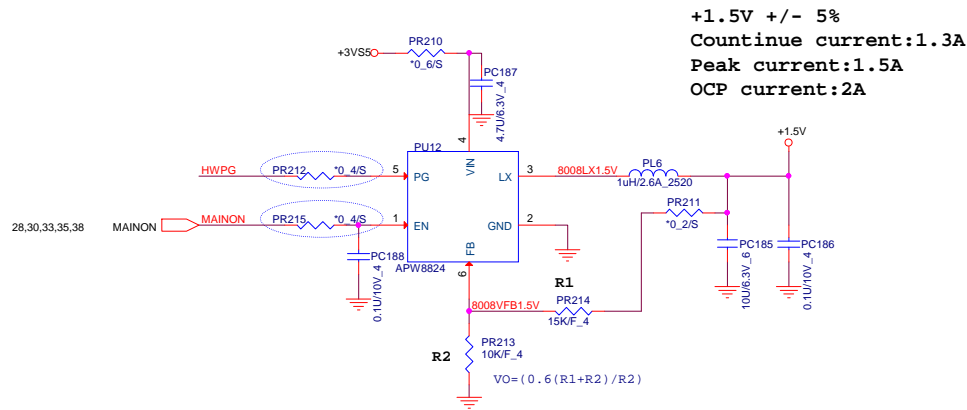 +1.5V +/- 5%
Countinue current:1.3A
Peak current:1.5A
OCP current:2A
+3VS5
PR210
*0_6/S
PC187
4.7U/6.3V_4
+1.5V
PU12
4
VIN
HWPG
PR212
*0_4/S
5
PG
LX
3
8008LX1.5V
PL6
1uH/2.6A_2520
28,30,33,35,38
MAINON
MAINON
PR215
*0_4/S
1
EN
GND
2
PR211
*0_2/S
PC188
0.1U/10V_4
FB
6
APW8824
PC185
10U/6.3V_6
PC186
0.1U/10V_4
R1
8008VFB1.5V
PR214
15K/F_4
R2
PR213
10K/F_4
VO=(0.6(R1+R2)/R2)